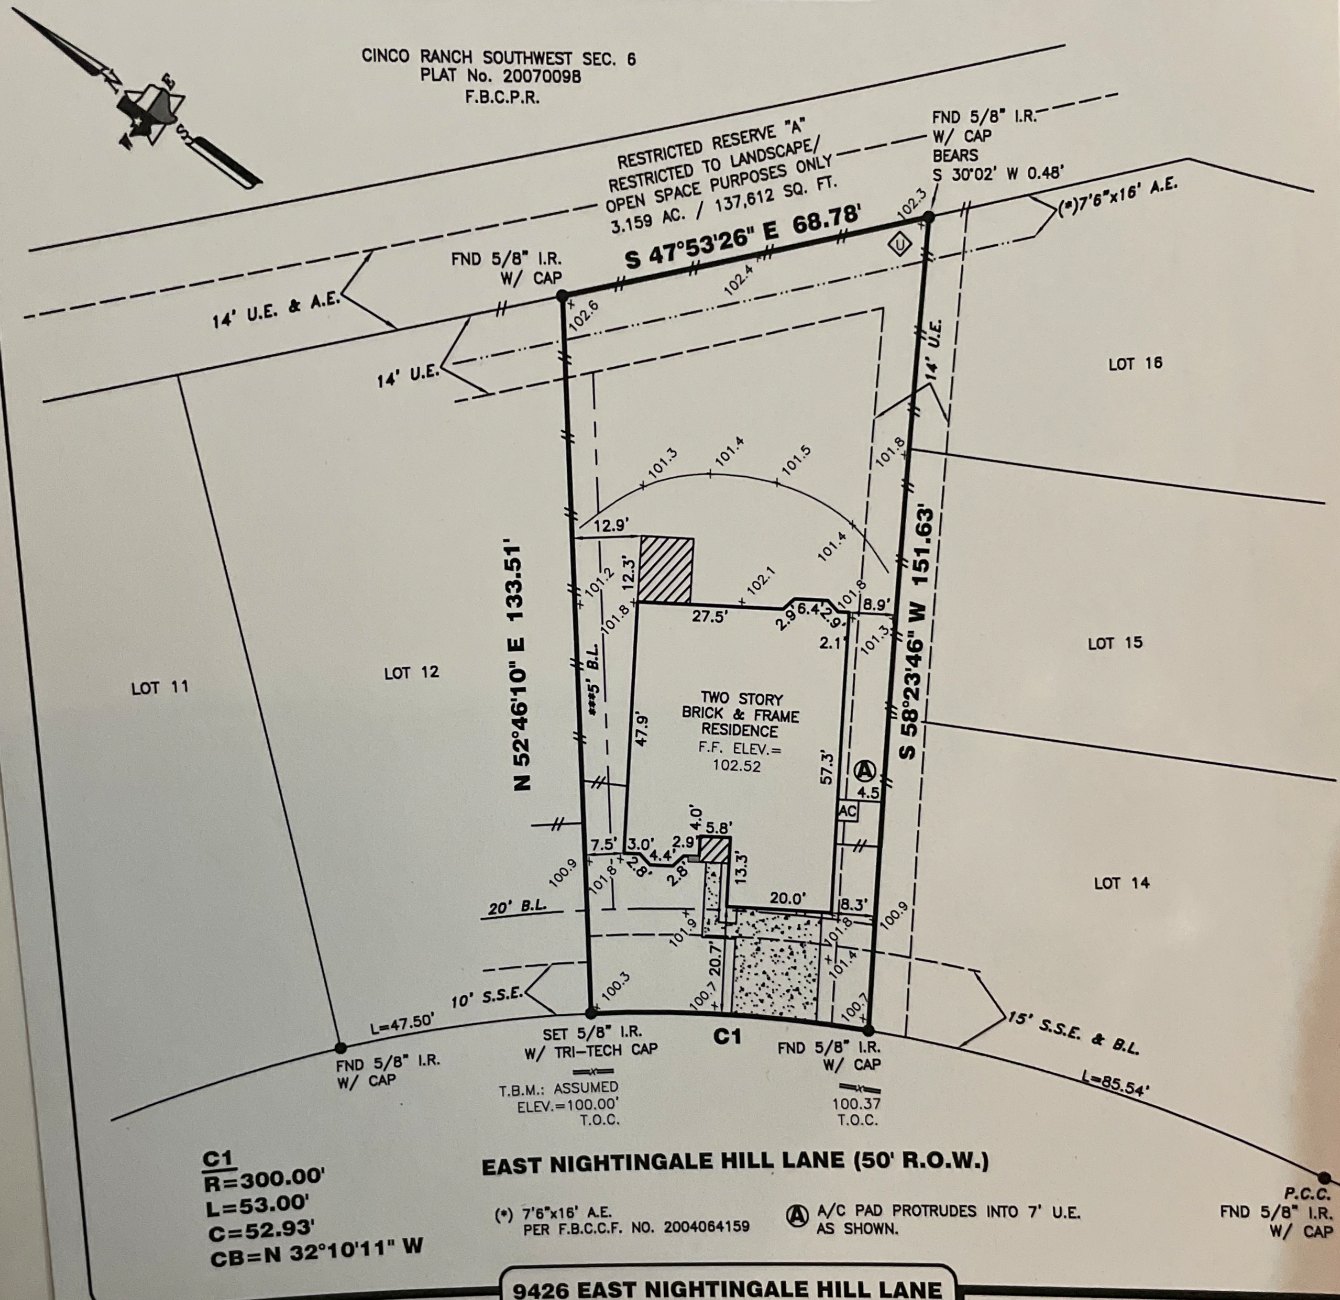 CINCO RANCH SOUTHWEST SEC. 6
PLAT No. 20070098
F.B.C.P.R.
N
E
W
S
RESTRICTED RESERVE "A"
RESTRICTED TO LANDSCAPE/
OPEN SPACE PURPOSES ONLY
3.159 AC. / 137,612 SQ. FT.
FND 5/8" I.R.
W/ CAP
BEARS
S 30°02' W 0.48'
(*)7'6"x16' A.E.
S 47°53'26" E 68.78'
102.3
U
FND 5/8" I.R.
W/ CAP
14' U.E. & A.E.
102.6
102.4
14' U.E.
14' U.E.
LOT 16
101.3
101.4
101.5
101.8
101.4
12.9'
12.3'
101.2
101.8
102.1
101.8
8.9'
27.5'
2.9'
6.4'
2.9'
2.1'
101.3
N 52°46'10" E 133.51'
S 58°23'46" W 151.63'
LOT 11
LOT 12
LOT 15
***5' B.L.
47.9'
TWO STORY
BRICK & FRAME
RESIDENCE
F.F. ELEV.=
102.52
57.3'
A
4.5
AC
4.0'
5.8'
7.5'
3.0'
2.8'
4.4'
2.9'
2.8'
13.3'
100.9
101.8
LOT 14
20' B.L.
20.0'
8.3'
100.9
101.9
101.8
20.7'
101.4
10' S.S.E.
100.3
100.7
100.7
15' S.S.E. & B.L.
L=47.50'
C1
L=85.54'
FND 5/8" I.R.
W/ CAP
SET 5/8" I.R.
W/ TRI-TECH CAP
T.B.M.: ASSUMED
ELEV.=100.00'
T.O.C.
FND 5/8" I.R.
W/ CAP
100.37
T.O.C.
P.C.C.
FND 5/8" I.R.
W/ CAP
C1
R=300.00'
L=53.00'
C=52.93'
CB=N 32°10'11" W
EAST NIGHTINGALE HILL LANE (50' R.O.W.)
(*) 7'6"x16' A.E.
PER F.B.C.C.F. NO. 2004064159
A A/C PAD PROTRUDES INTO 7' U.E.
AS SHOWN.
9426 EAST NIGHTINGALE HILL LANE